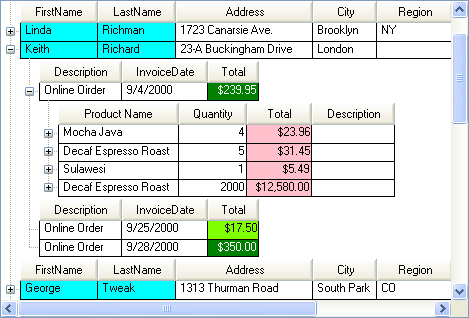 FirstName LastName Address City Region
Linda Richman 1723 Canarsie Ave. Brooklyn NY
Keith Richard 23-A Buckingham Drive London
Description InvoiceDate Total
Online Oirder 9/4/2000 $239.95
Product Name Quantity Total Description
Mocha Java 4 $23.96
Decaf Espresso Roast 5 $31.45
Sulawesi 1 $5.49
Decaf Espresso Roast 2000 $12,580.00
Description InvoiceDate Total
Online Order 9/25/2000 $17.50
Online Order 9/28/2000 $350.00
FirstName LastName Address City Region
George Tweak 1313 Thurman Road South Park CO